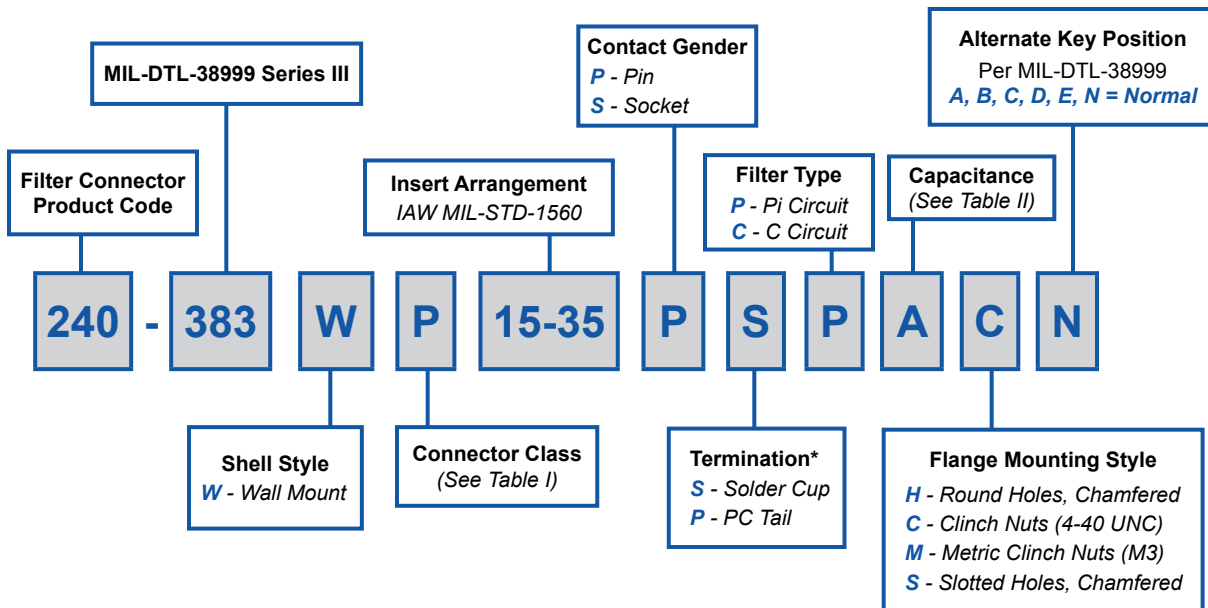 MIL-DTL-38999 Series III
Contact Gender
P - Pin
S - Socket
Alternate Key Position
Per MIL-DTL-38999
A, B, C, D, E, N = Normal
Filter Connector
Product Code
Insert Arrangement
IAW MIL-STD-1560
Filter Type
P - Pi Circuit
C - C Circuit
Capacitance
(See Table II)
240 - 383 W P 15-35 P S P A C N
Shell Style
W - Wall Mount
Connector Class
(See Table I)
Termination*
S - Solder Cup
P - PC Tail
Flange Mounting Style
H - Round Holes, Chamfered
C - Clinch Nuts (4-40 UNC)
M - Metric Clinch Nuts (M3)
S - Slotted Holes, Chamfered